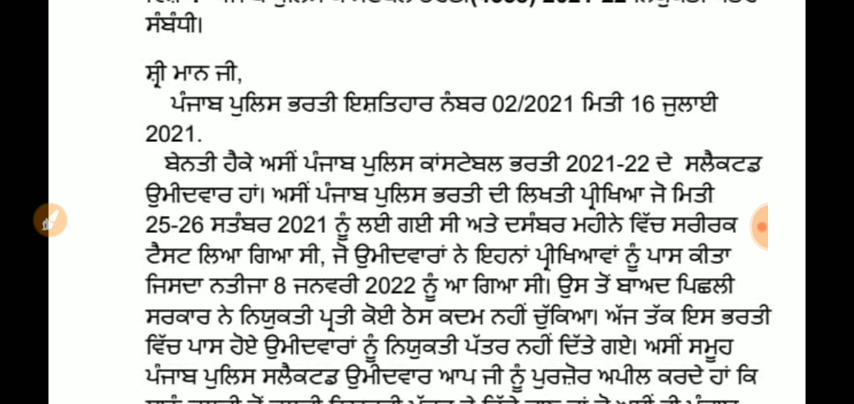 ਸੰਬੰਧੀ।
ਸ਼੍ਰੀ ਮਾਨ ਜੀ,
ਪੰਜਾਬ ਪੁਲਿਸ ਭਰਤੀ ਇਸ਼ਤਿਹਾਰ ਨੰਬਰ 02/2021 ਮਿਤੀ 16 ਜੁਲਾਈ
2021.
ਬੇਨਤੀ ਹੈਕੇ ਅਸੀਂ ਪੰਜਾਬ ਪੁਲਿਸ ਕਾਂਸਟੇਬਲ ਭਰਤੀ 2021-22 ਦੇ ਸਲੈਕਟਡ
ਉਮੀਦਵਾਰ ਹਾਂ। ਅਸੀਂ ਪੰਜਾਬ ਪੁਲਿਸ ਭਰਤੀ ਦੀ ਲਿਖਤੀ ਪ੍ਰੀਖਿਆ ਜੋ ਮਿਤੀ
25-26 ਸਤੰਬਰ 2021 ਨੂੰ ਲਈ ਗਈ ਸੀ ਅਤੇ ਦਸੰਬਰ ਮਹੀਨੇ ਵਿੱਚ ਸਰੀਰਕ
ਟੈਸਟ ਲਿਆ ਗਿਆ ਸੀ, ਜੋ ਉਮੀਦਵਾਰਾਂ ਨੇ ਇਹਨਾਂ ਪ੍ਰੀਖਿਆਵਾਂ ਨੂੰ ਪਾਸ ਕੀਤਾ
ਜਿਸਦਾ ਨਤੀਜਾ 8 ਜਨਵਰੀ 2022 ਨੂੰ ਆ ਗਿਆ ਸੀ। ਉਸ ਤੋਂ ਬਾਅਦ ਪਿਛਲੀ
ਸਰਕਾਰ ਨੇ ਨਿਯੁਕਤੀ ਪ੍ਰਤੀ ਕੋਈ ਠੋਸ ਕਦਮ ਨਹੀਂ ਚੁੱਕਿਆ। ਅੱਜ ਤੱਕ ਇਸ ਭਰਤੀ
ਵਿੱਚ ਪਾਸ ਹੋਏ ਉਮੀਦਵਾਰਾਂ ਨੂੰ ਨਿਯੁਕਤੀ ਪੱਤਰ ਨਹੀਂ ਦਿੱਤੇ ਗਏ। ਅਸੀਂ ਸਮੂਹ
ਪੰਜਾਬ ਪੁਲਿਸ ਸਲੈਕਟਡ ਉਮੀਦਵਾਰ ਆਪ ਜੀ ਨੂੰ ਪੁਰਜ਼ੋਰ ਅਪੀਲ ਕਰਦੇ ਹਾਂ ਕਿ